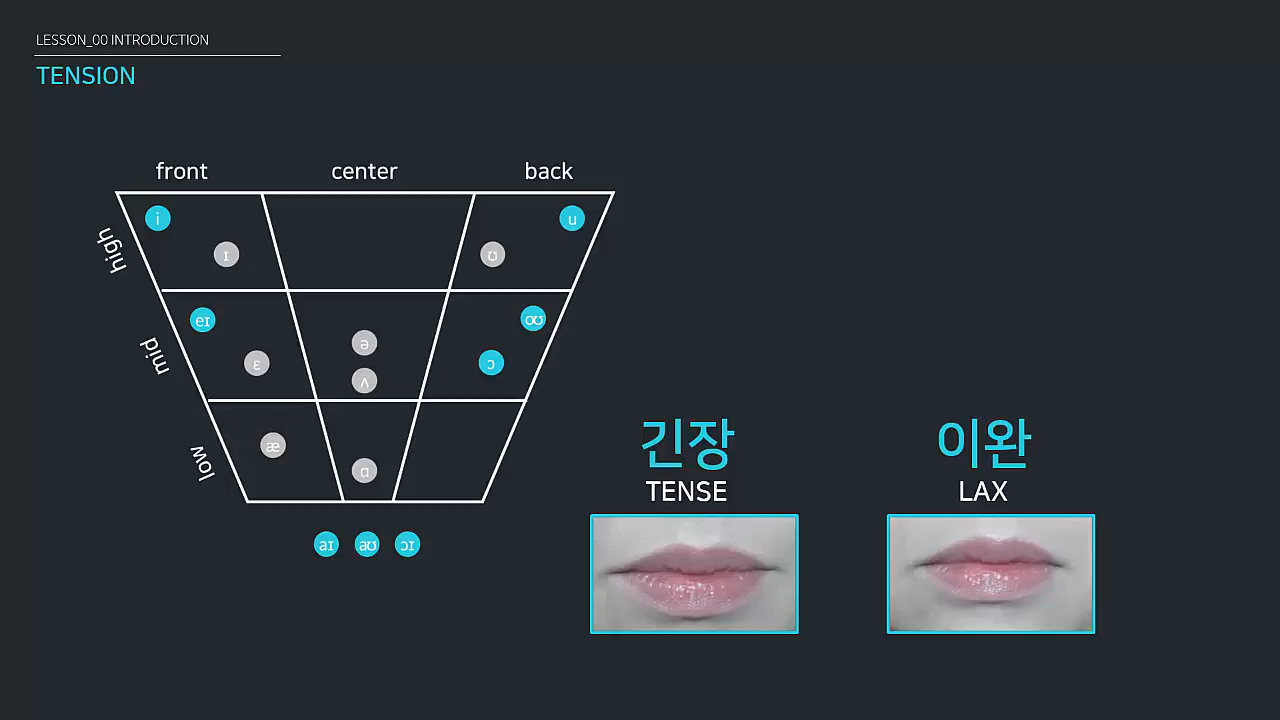 LESSON_00 INTRODUCTION
TENSION
front center back
high
i u
ɪ ʊ
mid
eɪ oʊ
ə
ɛ ɔ
ʌ
low
æ
ɑ
aɪ aʊ ɔɪ
긴장 이완
TENSE LAX